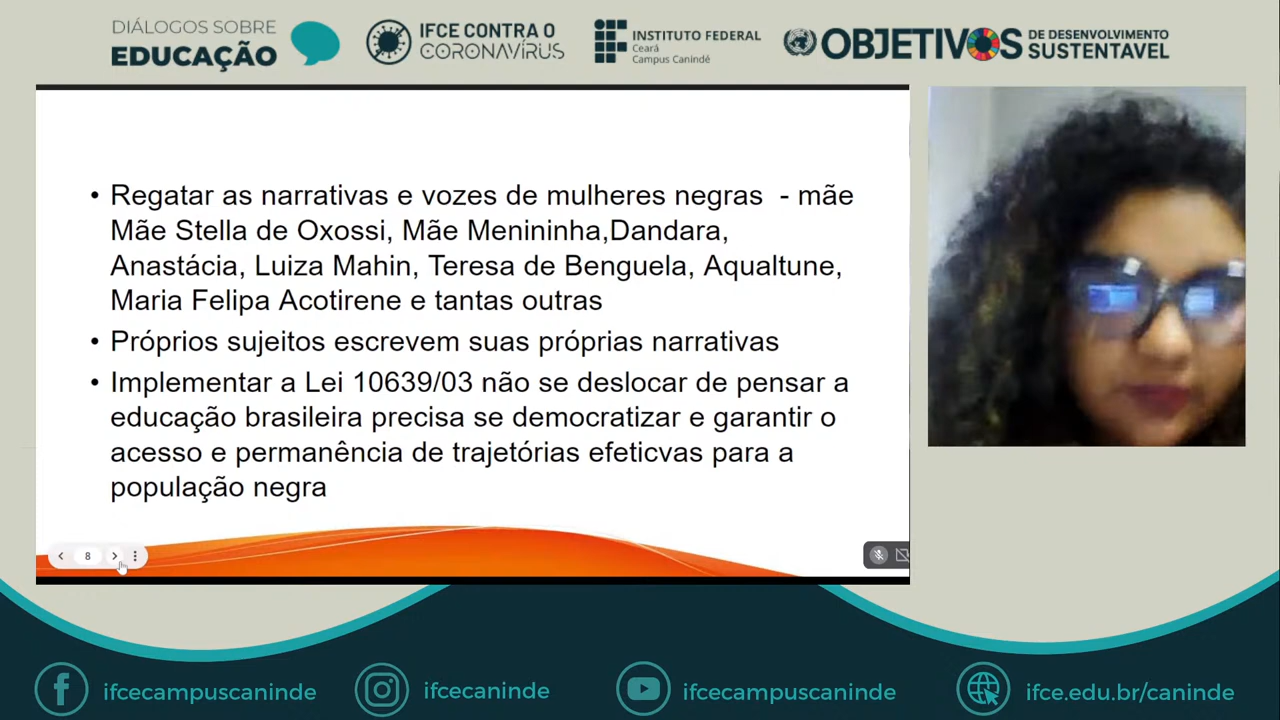 DIÁLOGOS SOBRE
EDUCAÇÃO
IFCE CONTRA O
CORONAVÍRUS
INSTITUTO FEDERAL
Ceará
Campus Canindé
OBJETIVOS
DE DESENVOLVIMENTO
SUSTENTAVEL
• Regatar as narrativas e vozes de mulheres negras - mãe
Mãe Stella de Oxossi, Mãe Menininha,Dandara,
Anastácia, Luiza Mahin, Teresa de Benguela, Aqualtune,
Maria Felipa Acotirene e tantas outras
• Próprios sujeitos escrevem suas próprias narrativas
• Implementar a Lei 10639/03 não se deslocar de pensar a
educação brasileira precisa se democratizar e garantir o
acesso e permanência de trajetórias efeticvas para a
população negra
8
ifcecampuscaninde
ifcecaninde
ifcecampuscaninde
ifce.edu.br/caninde